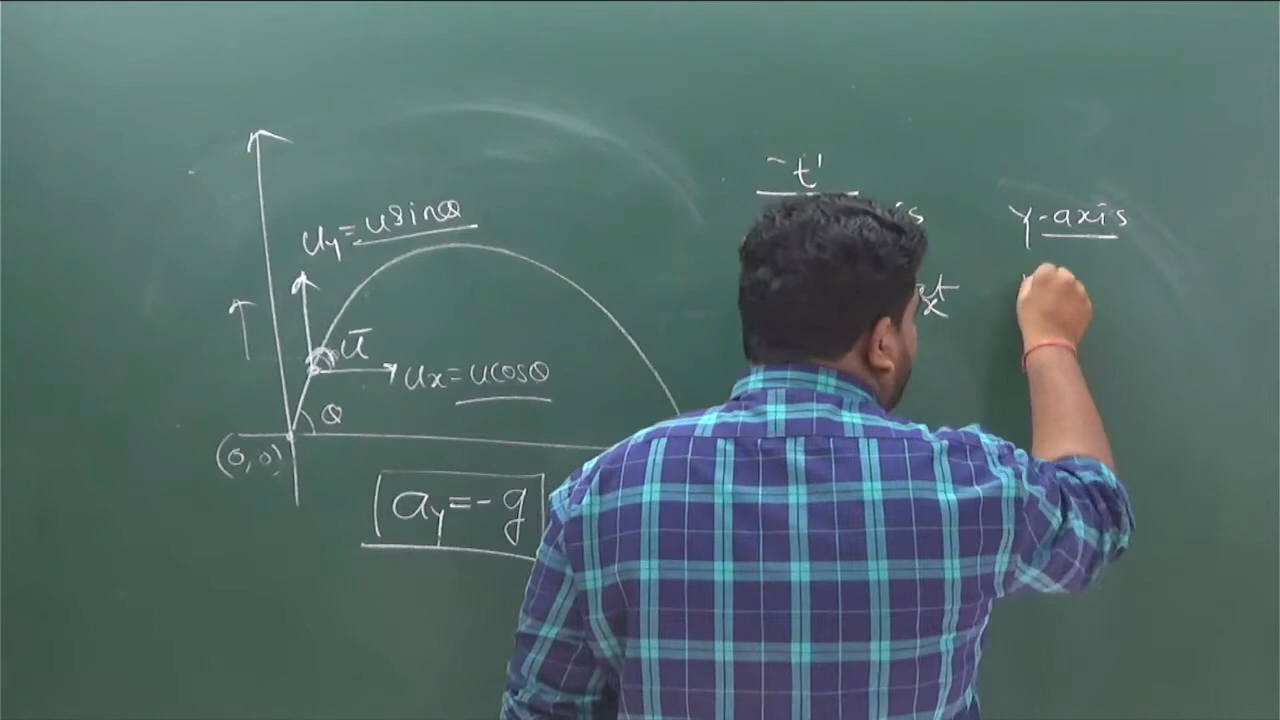 't'
Y-axis
uy=usinθ
ū
ux=ucosθ
θ
(0,0)
ay=-g